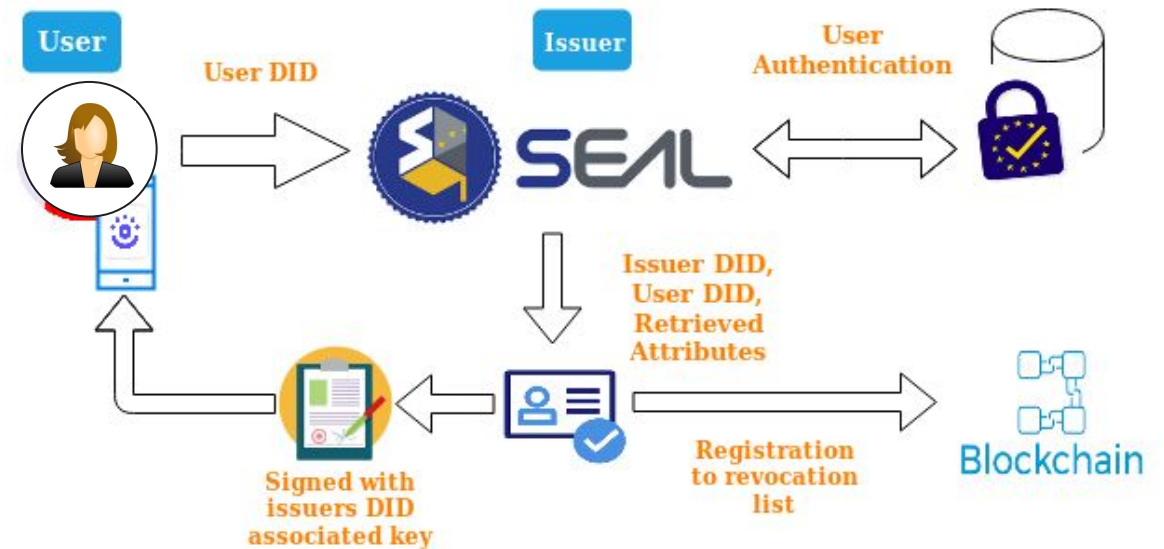 User
Issuer
User
Authentication
User DID
SEAL
Issuer DID,
User DID,
Retrieved
Attributes
Registration
to revocation
list
Blockchain
Signed with
issuers DID
associated key